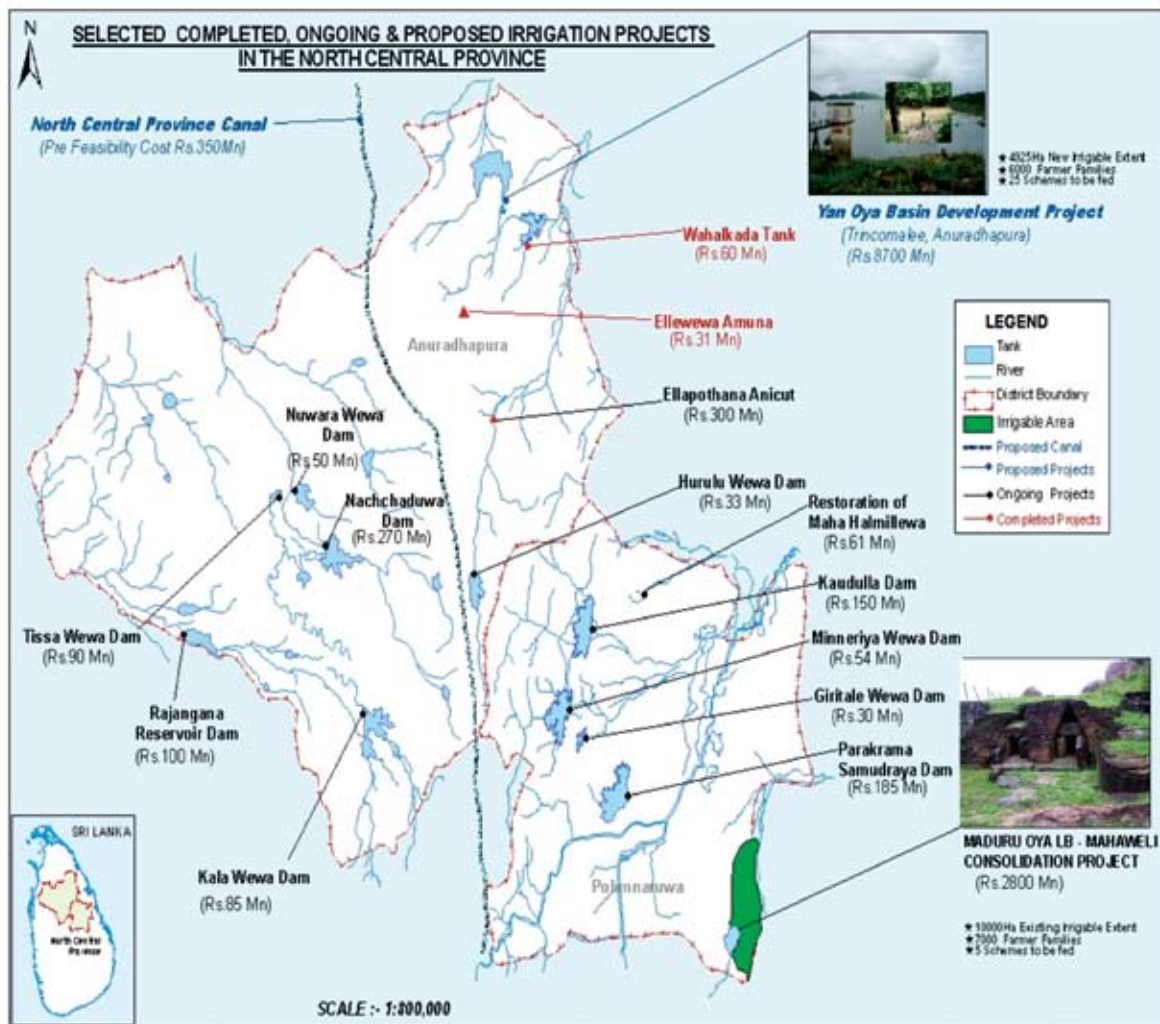 N
SELECTED COMPLETED, ONGOING & PROPOSED IRRIGATION PROJECTS
IN THE NORTH CENTRAL PROVINCE
North Central Province Canal
(Pre Feasibility Cost Rs.350Mn)
★ 4025Ha New Irrigable Extent
★ 6000 Farmer Families
★ 25 Schemes to be fed
Yan Oya Basin Development Project
(Trincomalee, Anuradhapura)
(Rs.8700 Mn)
Wahalkada Tank
(Rs.60 Mn)
Ellewewa Amuna
(Rs.31 Mn)
Anuradhapura
LEGEND
Tank
River
District Boundary
Irrigable Area
Proposed Canal
Proposed Projects
Ongoing Projects
Completed Projects
Ellapothana Anicut
(Rs.300 Mn)
Nuwara Wewa
Dam
(Rs.50 Mn)
Nachchaduwa
Dam
(Rs.270 Mn)
Hurulu Wewa Dam
(Rs.33 Mn)
Restoration of
Maha Halmillewa
(Rs.61 Mn)
Kaudulla Dam
(Rs.150 Mn)
Tissa Wewa Dam
(Rs.90 Mn)
Minneriya Wewa Dam
(Rs.54 Mn)
Giritale Wewa Dam
(Rs.30 Mn)
Rajangana
Reservoir Dam
(Rs.100 Mn)
Parakrama
Samudraya Dam
(Rs.185 Mn)
Kala Wewa Dam
(Rs.85 Mn)
Polonnaruwa
MADURU OYA LB - MAHAWELI
CONSOLIDATION PROJECT
(Rs.2800 Mn)
★ 10000Ha Existing Irrigable Extent
★ 7000 Farmer Families
★ 5 Schemes to be fed
SRI LANKA
North Central
Province
SCALE :- 1:800,000